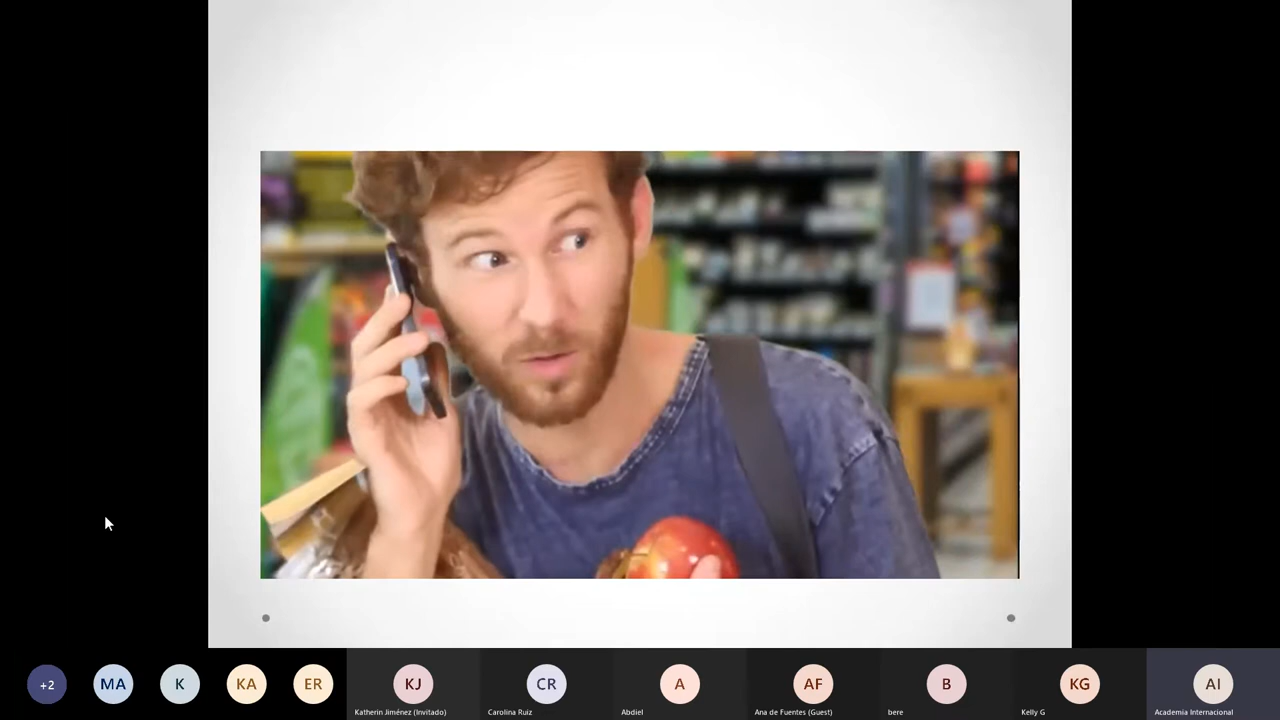 +2
MA
K
KA
ER
KJ
CR
A
AF
B
KG
AI
Katherin Jiménez (Invitado)
Carolina Ruiz
Abdiel
Ana de Fuentes (Guest)
bere
Kelly G
Academia Internacional